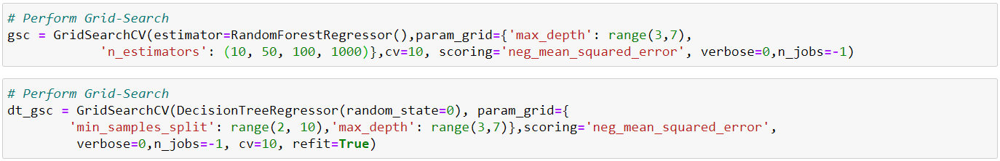 # Perform Grid-Search
gsc = GridSearchCV(estimator=RandomForestRegressor(),param_grid={'max_depth': range(3,7),
'n_estimators': (10, 50, 100, 1000)},cv=10, scoring='neg_mean_squared_error', verbose=0,n_jobs=-1)
# Perform Grid-Search
dt_gsc = GridSearchCV(DecisionTreeRegressor(random_state=0), param_grid={
'min_samples_split': range(2, 10),'max_depth': range(3,7)},scoring='neg_mean_squared_error',
verbose=0,n_jobs=-1, cv=10, refit=True)